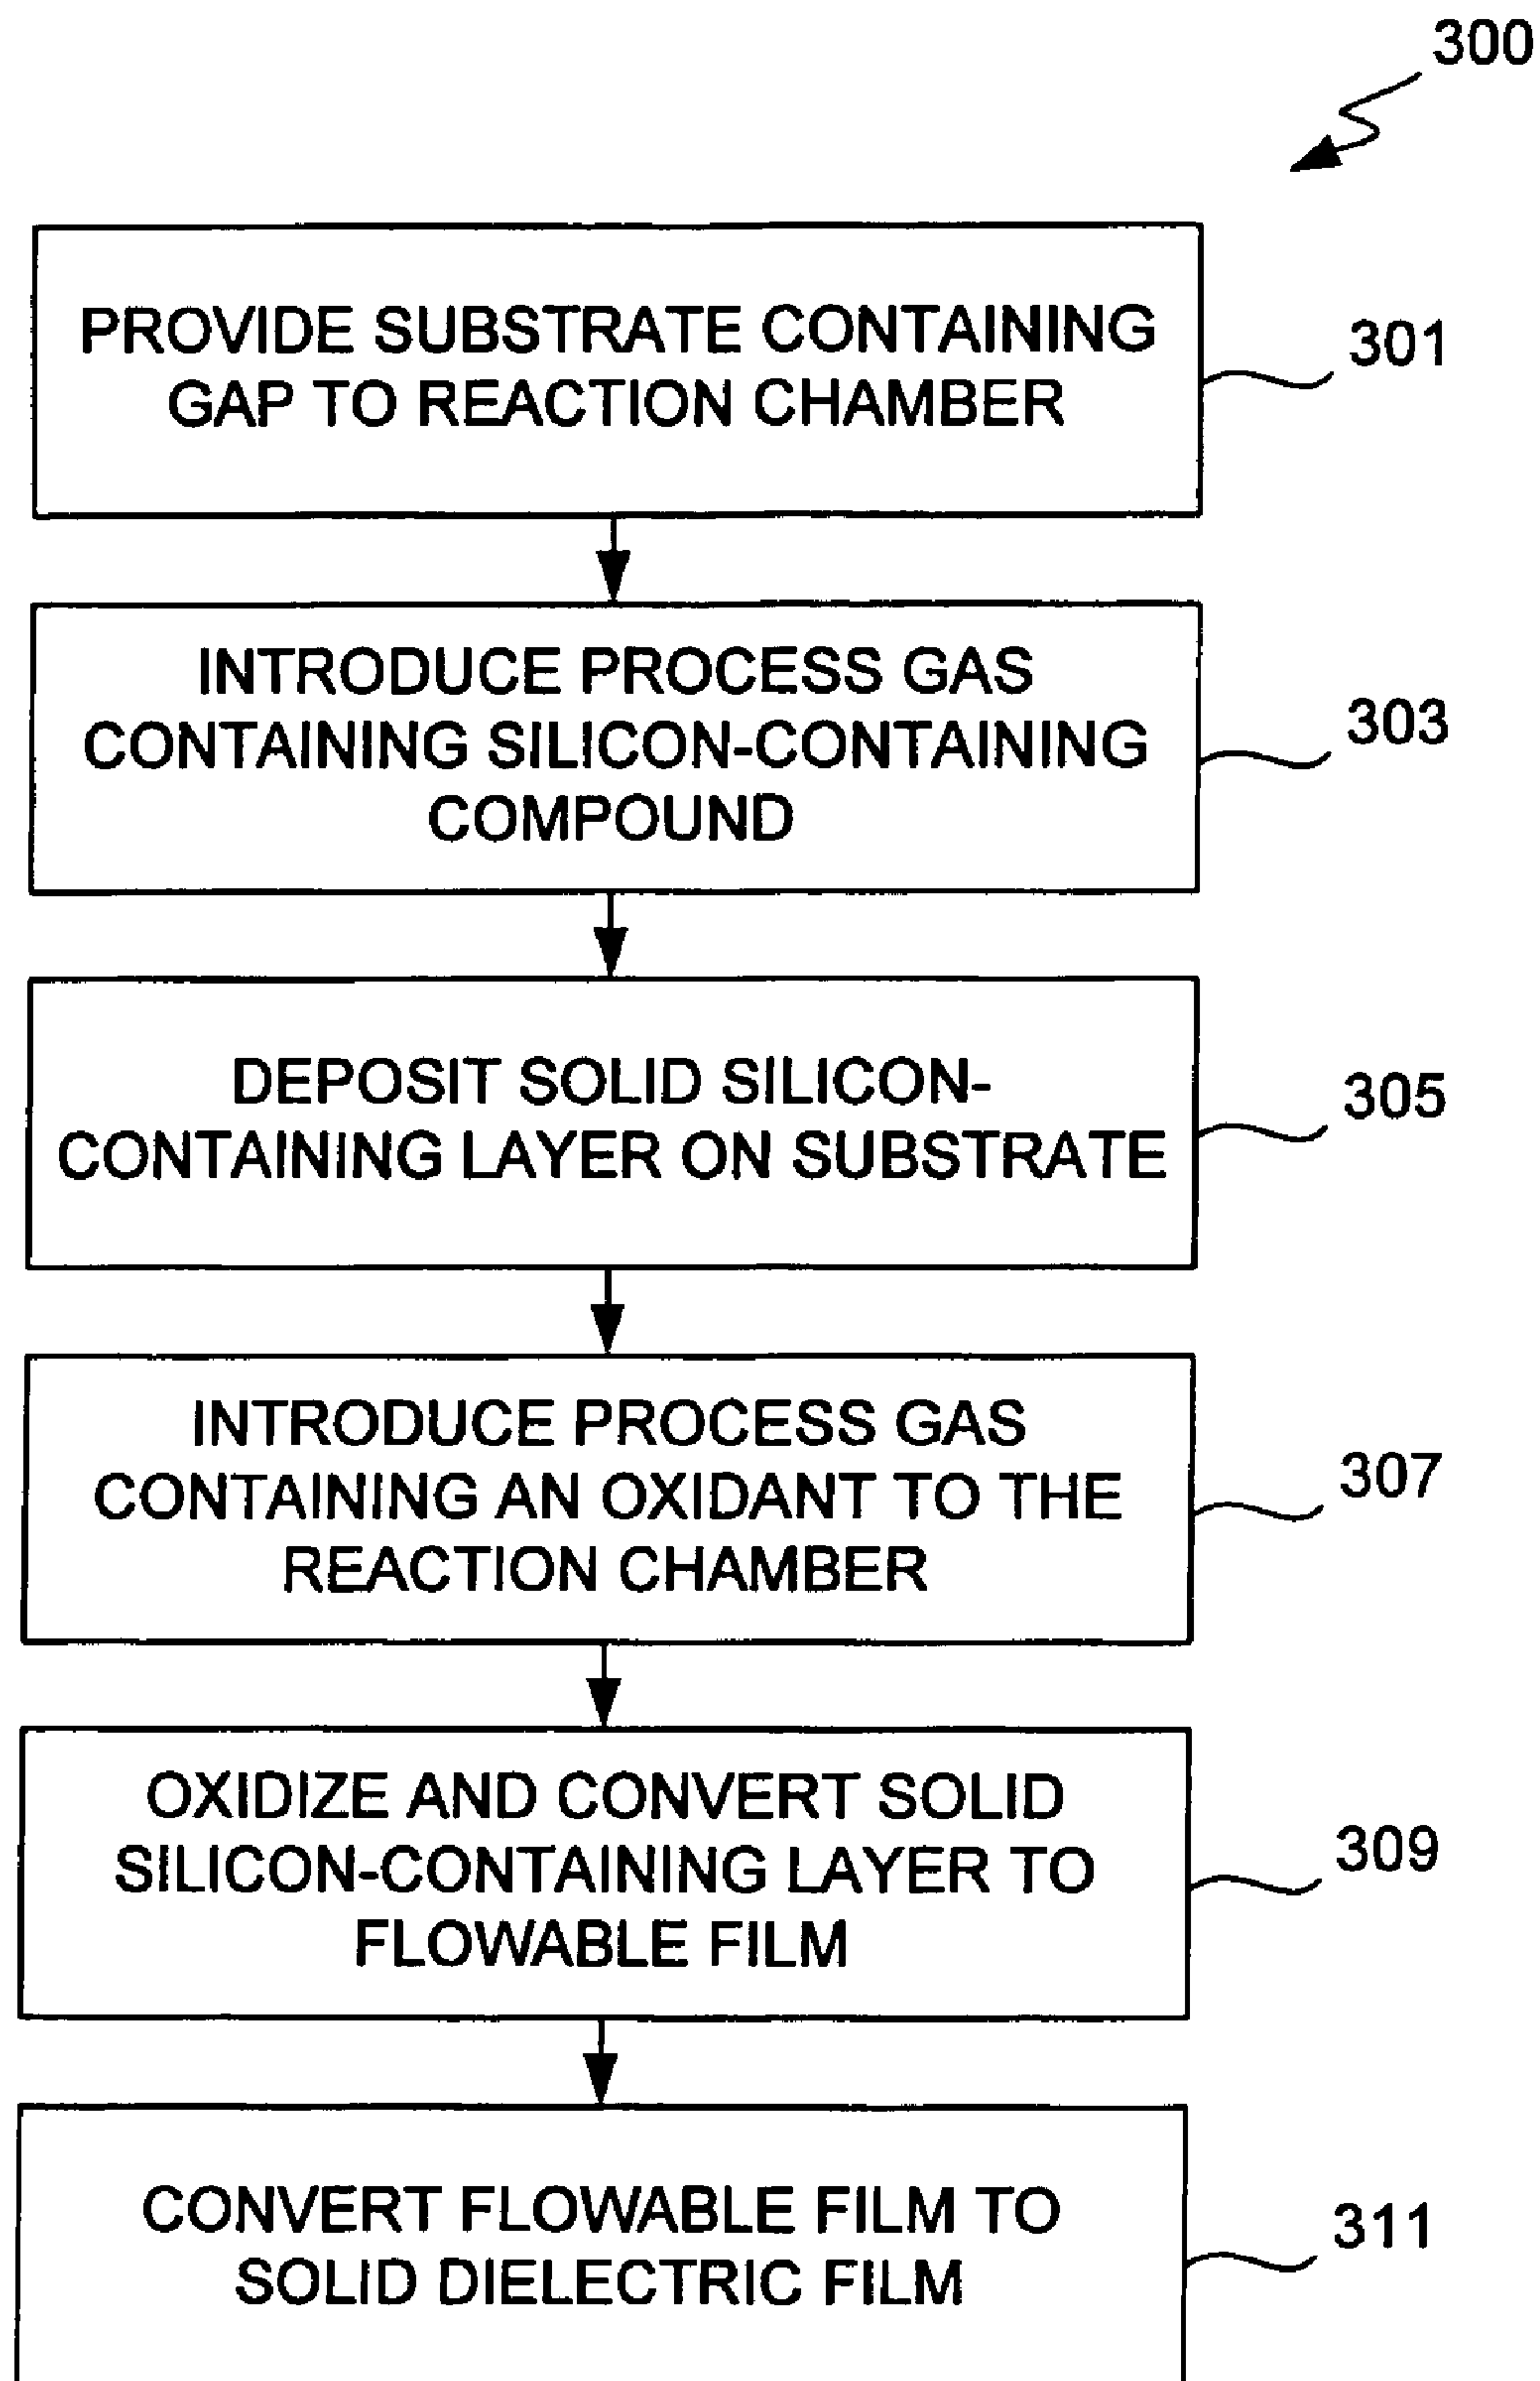 300
PROVIDE SUBSTRATE CONTAINING
GAP TO REACTION CHAMBER
301
INTRODUCE PROCESS GAS
CONTAINING SILICON-CONTAINING
COMPOUND
303
DEPOSIT SOLID SILICON-
CONTAINING LAYER ON SUBSTRATE
305
INTRODUCE PROCESS GAS
CONTAINING AN OXIDANT TO THE
REACTION CHAMBER
307
OXIDIZE AND CONVERT SOLID
SILICON-CONTAINING LAYER TO
FLOWABLE FILM
309
CONVERT FLOWABLE FILM TO
SOLID DIELECTRIC FILM
311